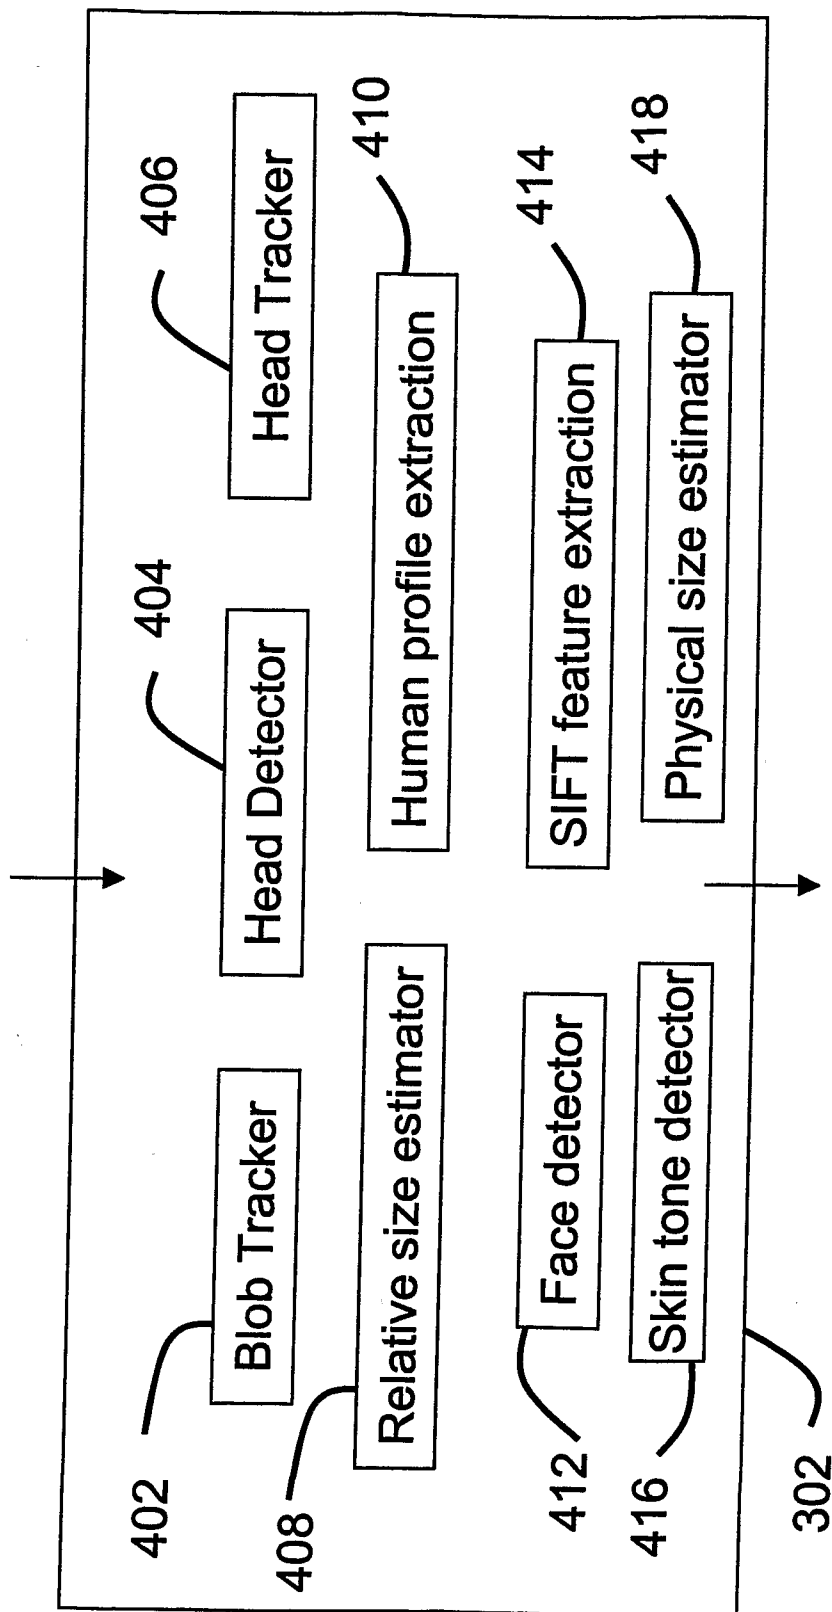 402
Blob Tracker
404
Head Detector
406
Head Tracker
408
Relative size estimator
410
Human profile extraction
412
Face detector
414
SIFT feature extraction
416
Skin tone detector
418
Physical size estimator
302